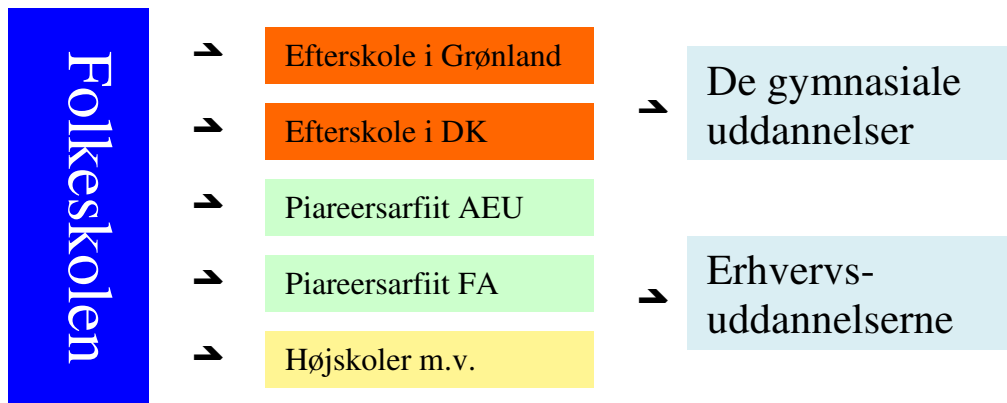 Folkeskolen
Efterskole i Grønland
Efterskole i DK
Piareersarfiit AEU
Piareersarfiit FA
Højskoler m.v.
De gymnasiale
uddannelser
Erhvervs-
uddannelserne